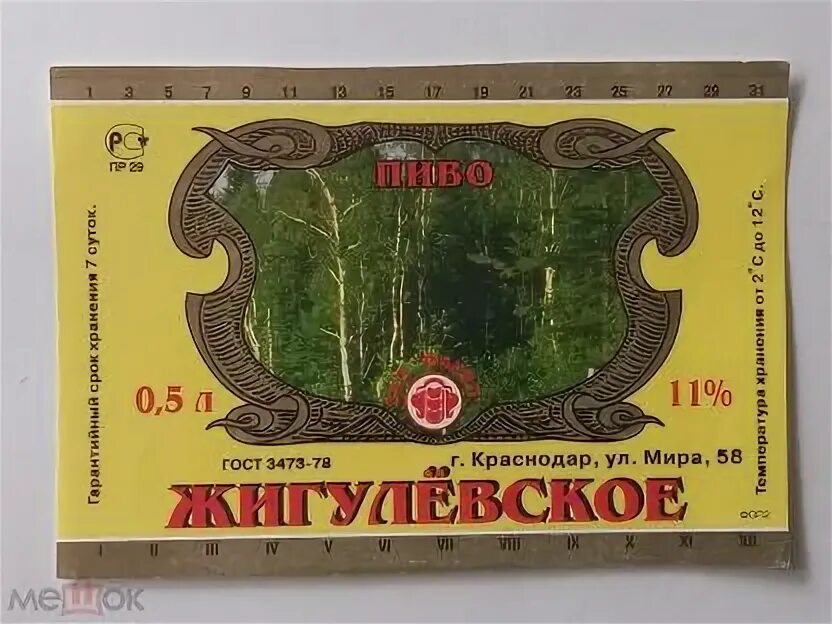 1 3 5 7 9 11 13 15 17 19 21 23 25 27 29 31
РСТ
ПР 29
ПИВО
Гарантийный срок хранения 7 суток.
Температура хранения от 2°С до 12°С.
0,5 л
11%
ГОСТ 3473-78
г. Краснодар, ул. Мира, 58
ЖИГУЛЁВСКОЕ
I II III IV V VI VII VIII IX X XI XII
мешок